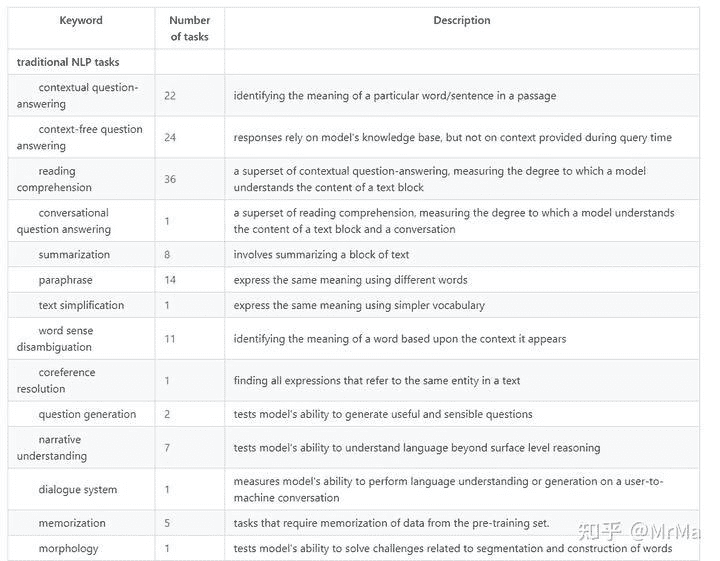 Keyword
Number
of tasks
Description
traditional NLP tasks
contextual question-
answering
22
identifying the meaning of a particular word/sentence in a passage
context-free question
answering
24
responses rely on model's knowledge base, but not on context provided during query time
reading
comprehension
36
a superset of contextual question-answering, measuring the degree to which a model
understands the content of a text block
conversational
question answering
1
a superset of reading comprehension, measuring the degree to which a model understands
the content of a text block and a conversation
summarization
8
involves summarizing a block of text
paraphrase
14
express the same meaning using different words
text simplification
1
express the same meaning using simpler vocabulary
word sense
disambiguation
11
identifying the meaning of a word based upon the context it appears
coreference
resolution
1
finding all expressions that refer to the same entity in a text
question generation
2
tests model's ability to generate useful and sensible questions
narrative
understanding
7
tests model's ability to understand language beyond surface level reasoning
dialogue system
1
measures model's ability to perform language understanding or generation on a user-to-
machine conversation
memorization
5
tasks that require memorization of data from the pre-training set.
知乎 @MrMa
morphology
1
tests model's ability to solve challenges related to segmentation and construction of words